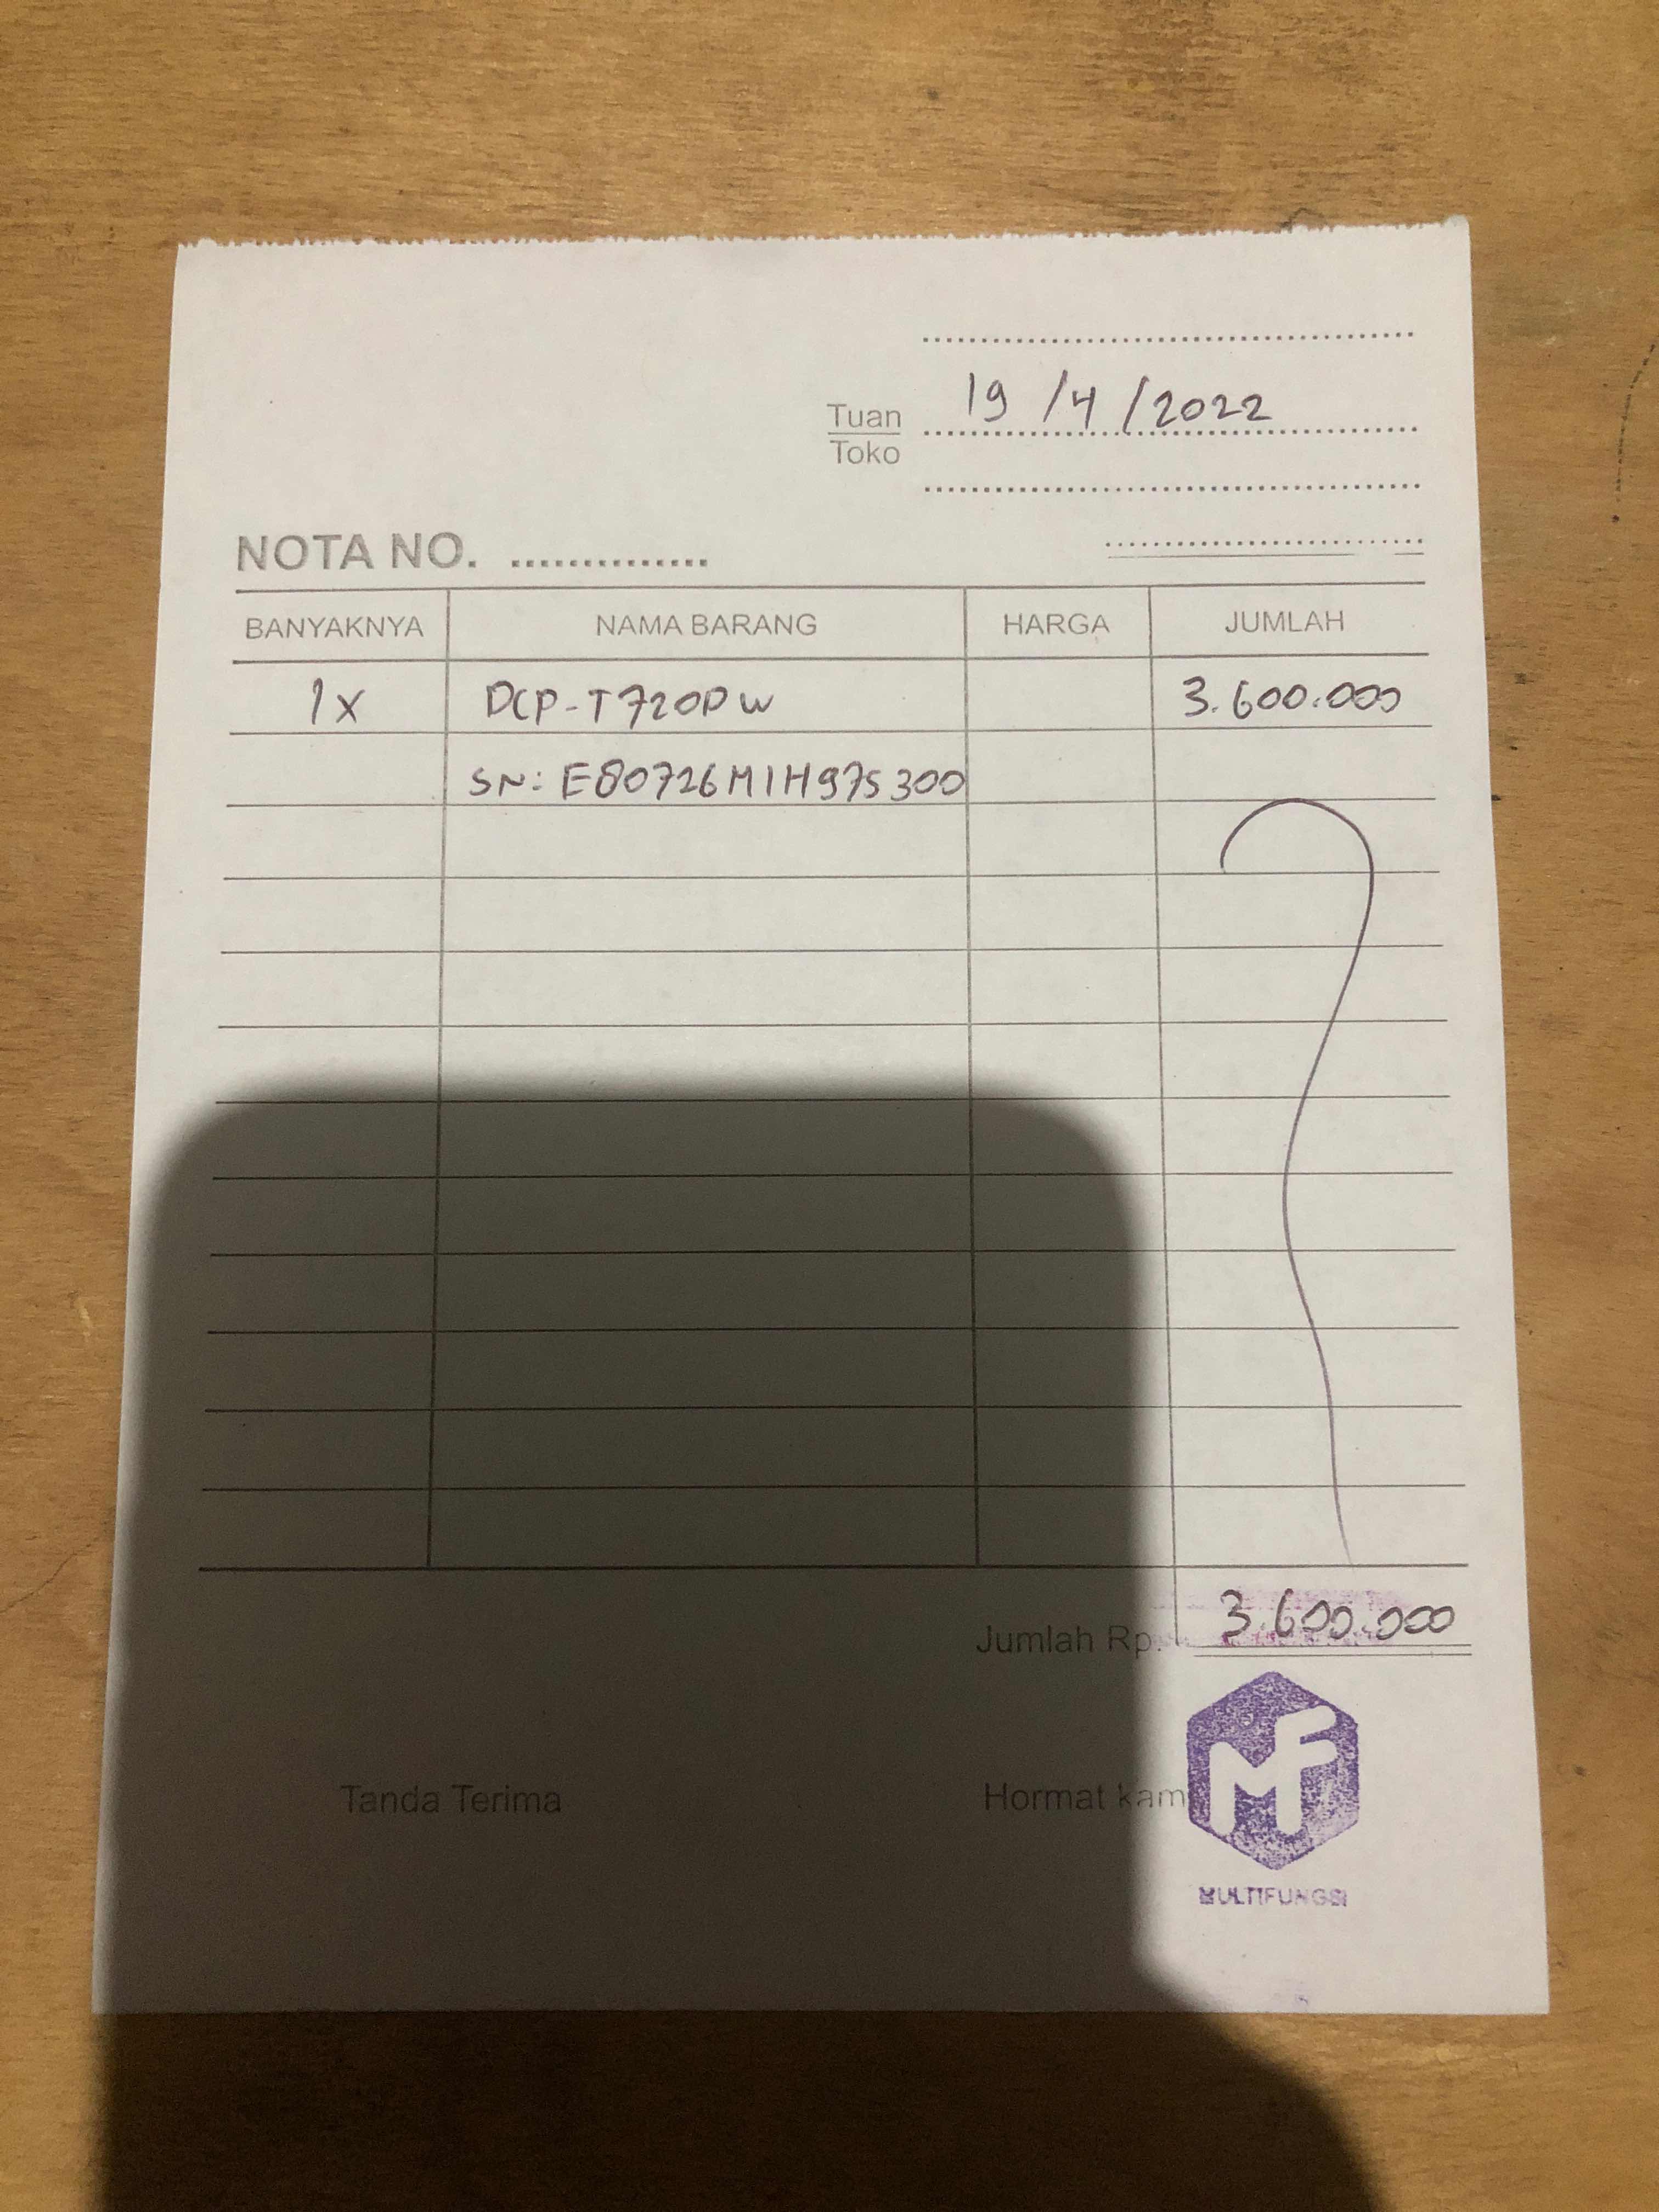 19/4/2022
Tuan
Toko
NOTA NO. ..............
BANYAKNYA NAMA BARANG HARGA JUMLAH
1x DCP-T720DW 3.600.000
SN: E80726M1H975300
Jumlah Rp. 3.600.000
Tanda Terima Hormat kam
MF
MULTIFUNGSI